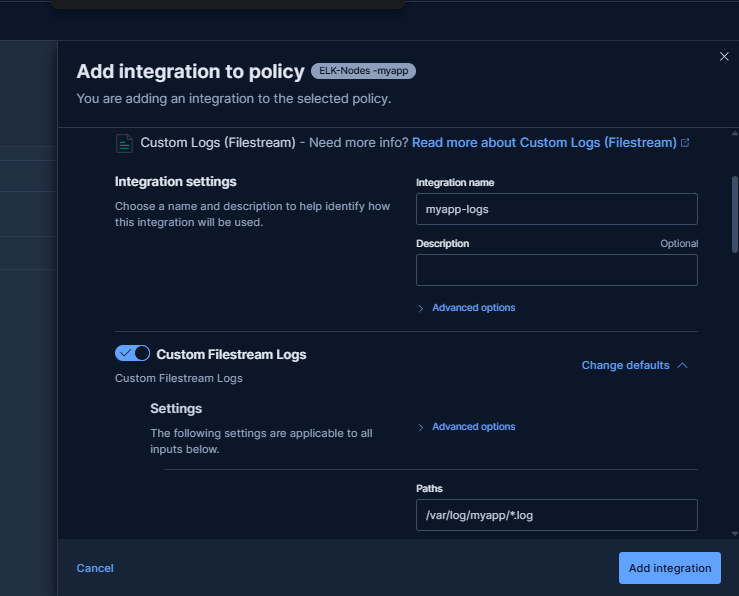 Add integration to policy ELK-Nodes -myapp
You are adding an integration to the selected policy.
Custom Logs (Filestream) - Need more info? Read more about Custom Logs (Filestream)
Integration settings
Choose a name and description to help identify how
this integration will be used.
Integration name
myapp-logs
Description Optional
Advanced options
Custom Filestream Logs
Custom Filestream Logs
Change defaults
Settings
The following settings are applicable to all
inputs below.
Advanced options
Paths
/var/log/myapp/*.log
Cancel
Add integration